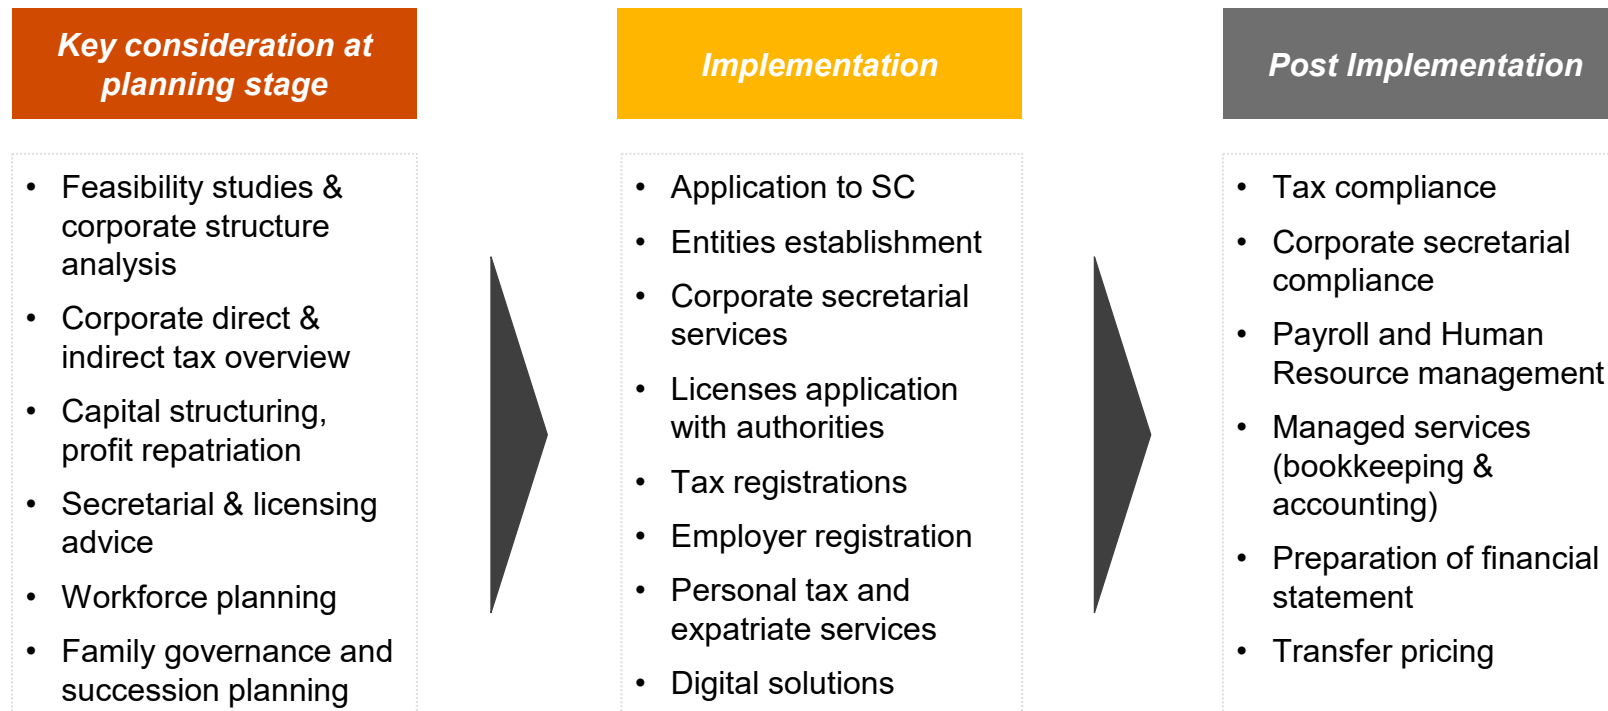 Key consideration at
planning stage
• Feasibility studies &
corporate structure
analysis
• Corporate direct &
indirect tax overview
• Capital structuring,
profit repatriation
• Secretarial & licensing
advice
• Workforce planning
• Family governance and
succession planning
Implementation
• Application to SC
• Entities establishment
• Corporate secretarial
services
• Licenses application
with authorities
• Tax registrations
• Employer registration
• Personal tax and
expatriate services
• Digital solutions
Post Implementation
• Tax compliance
• Corporate secretarial
compliance
• Payroll and Human
Resource management
• Managed services
(bookkeeping &
accounting)
• Preparation of financial
statement
• Transfer pricing